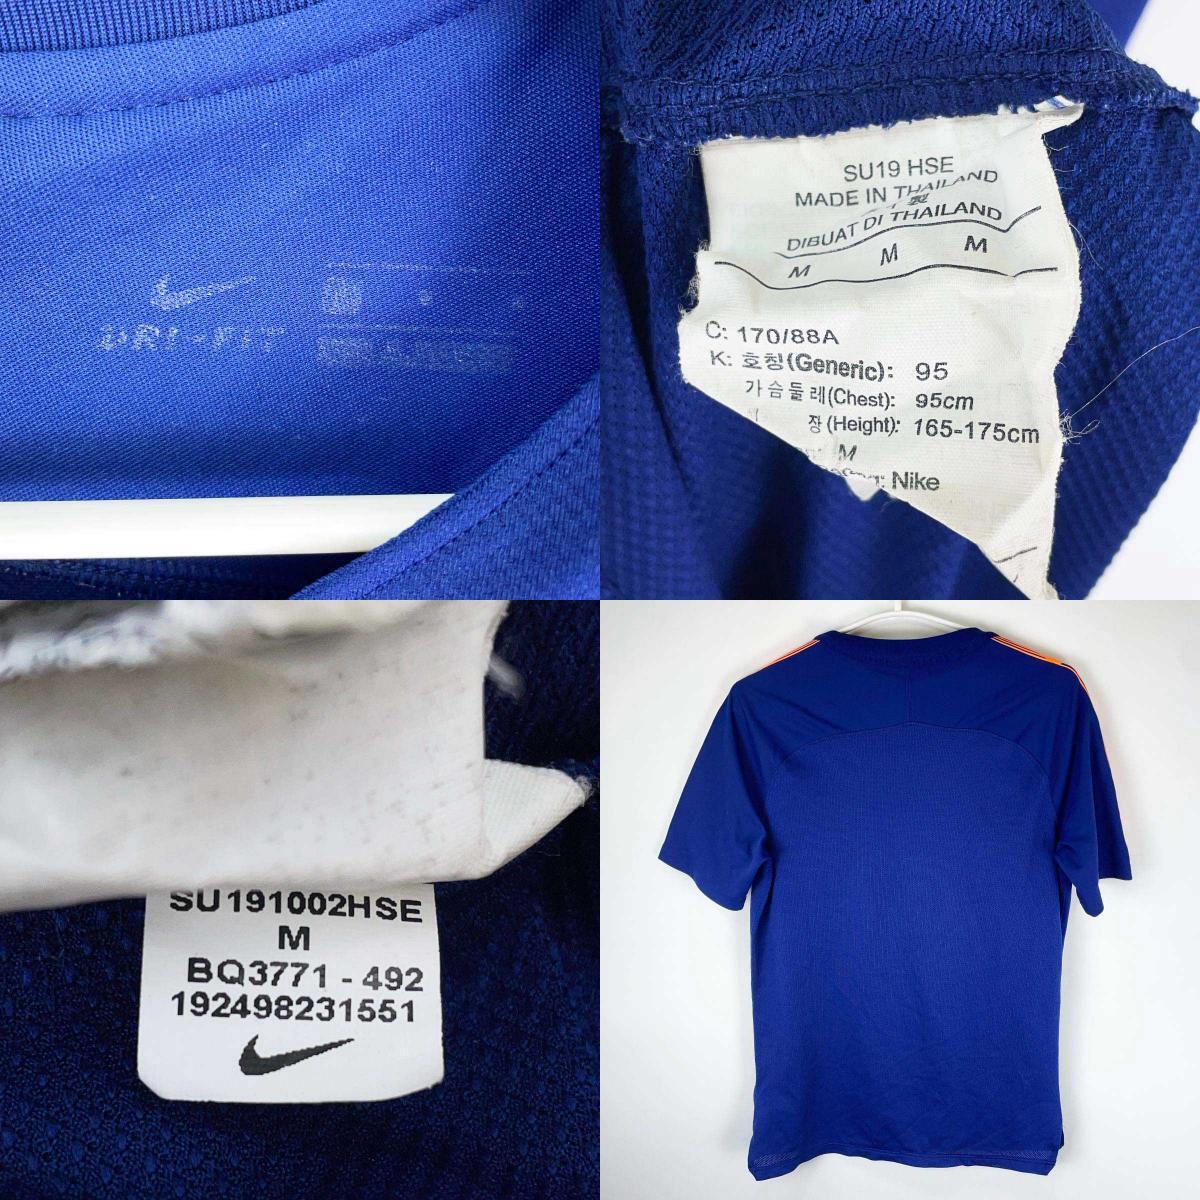 DRI-FIT
SU19 HSE
MADE IN THAILAND
DIBUAT DI THAILAND
M M M
C: 170/88A
K: 호칭(Generic): 95
가슴둘레(Chest): 95cm
장(Height): 165-175cm
M
Nike
SU191002HSE
M
BQ3771 - 492
192498231551